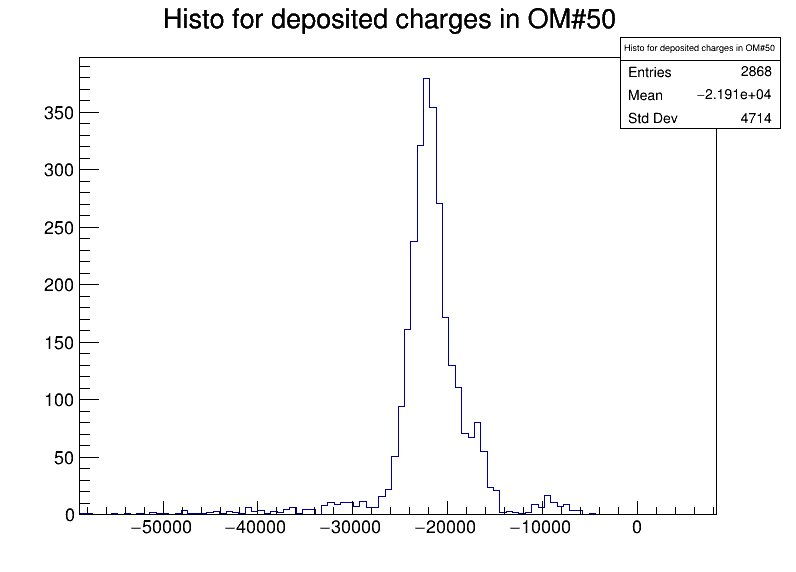 Histo for deposited charges in OM#50
Histo for deposited charges in OM#50
Entries 2868
Mean −2.191e+04
Std Dev 4714
350
300
250
200
150
100
50
0
−50000 −40000 −30000 −20000 −10000 0